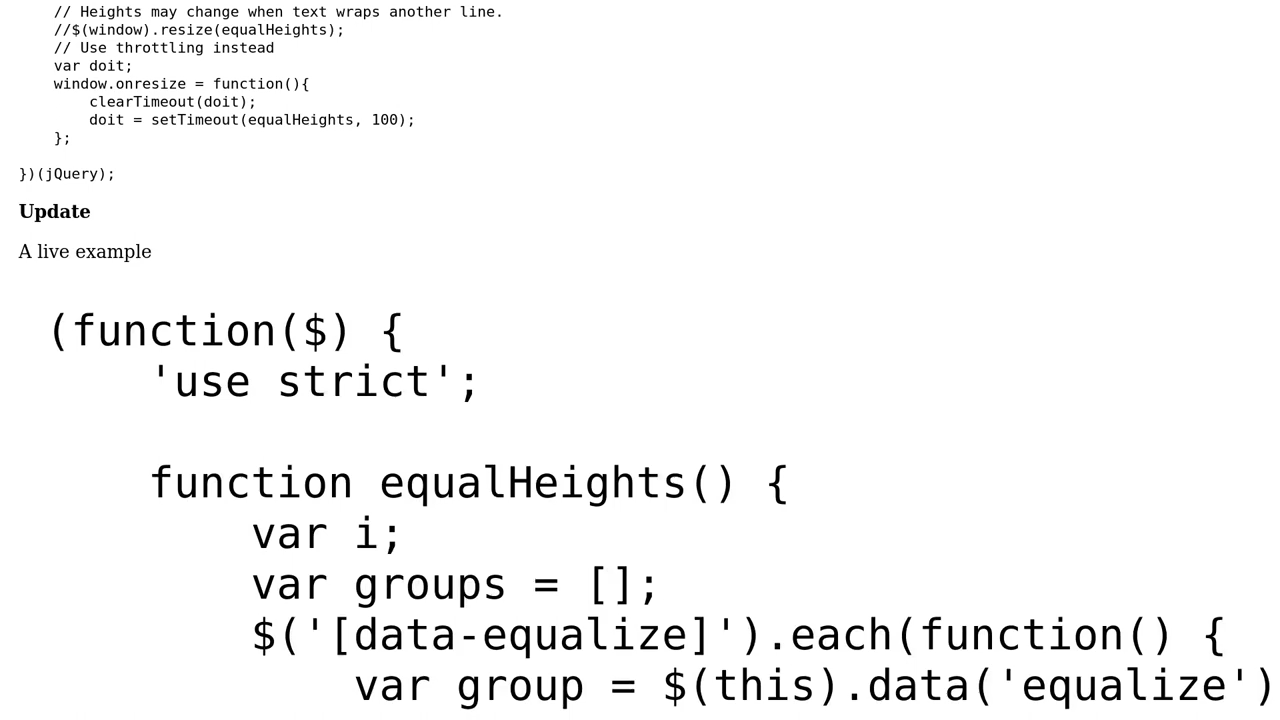 // Heights may change when text wraps another line.
//$(window).resize(equalHeights);
// Use throttling instead
var doit;
window.onresize = function(){
clearTimeout(doit);
doit = setTimeout(equalHeights, 100);
};
})(jQuery);
Update
A live example
(function($) {
'use strict';
function equalHeights() {
var i;
var groups = [];
$('[data-equalize]').each(function() {
var group = $(this).data('equalize')